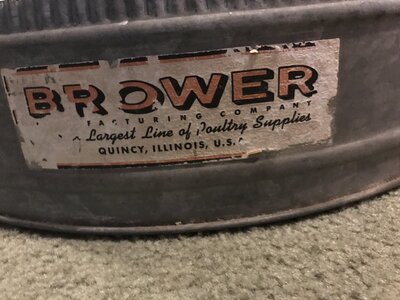 BROWER
FACTURING COMPANY
Largest Line of Poultry Supplies
QUINCY, ILLINOIS, U.S.